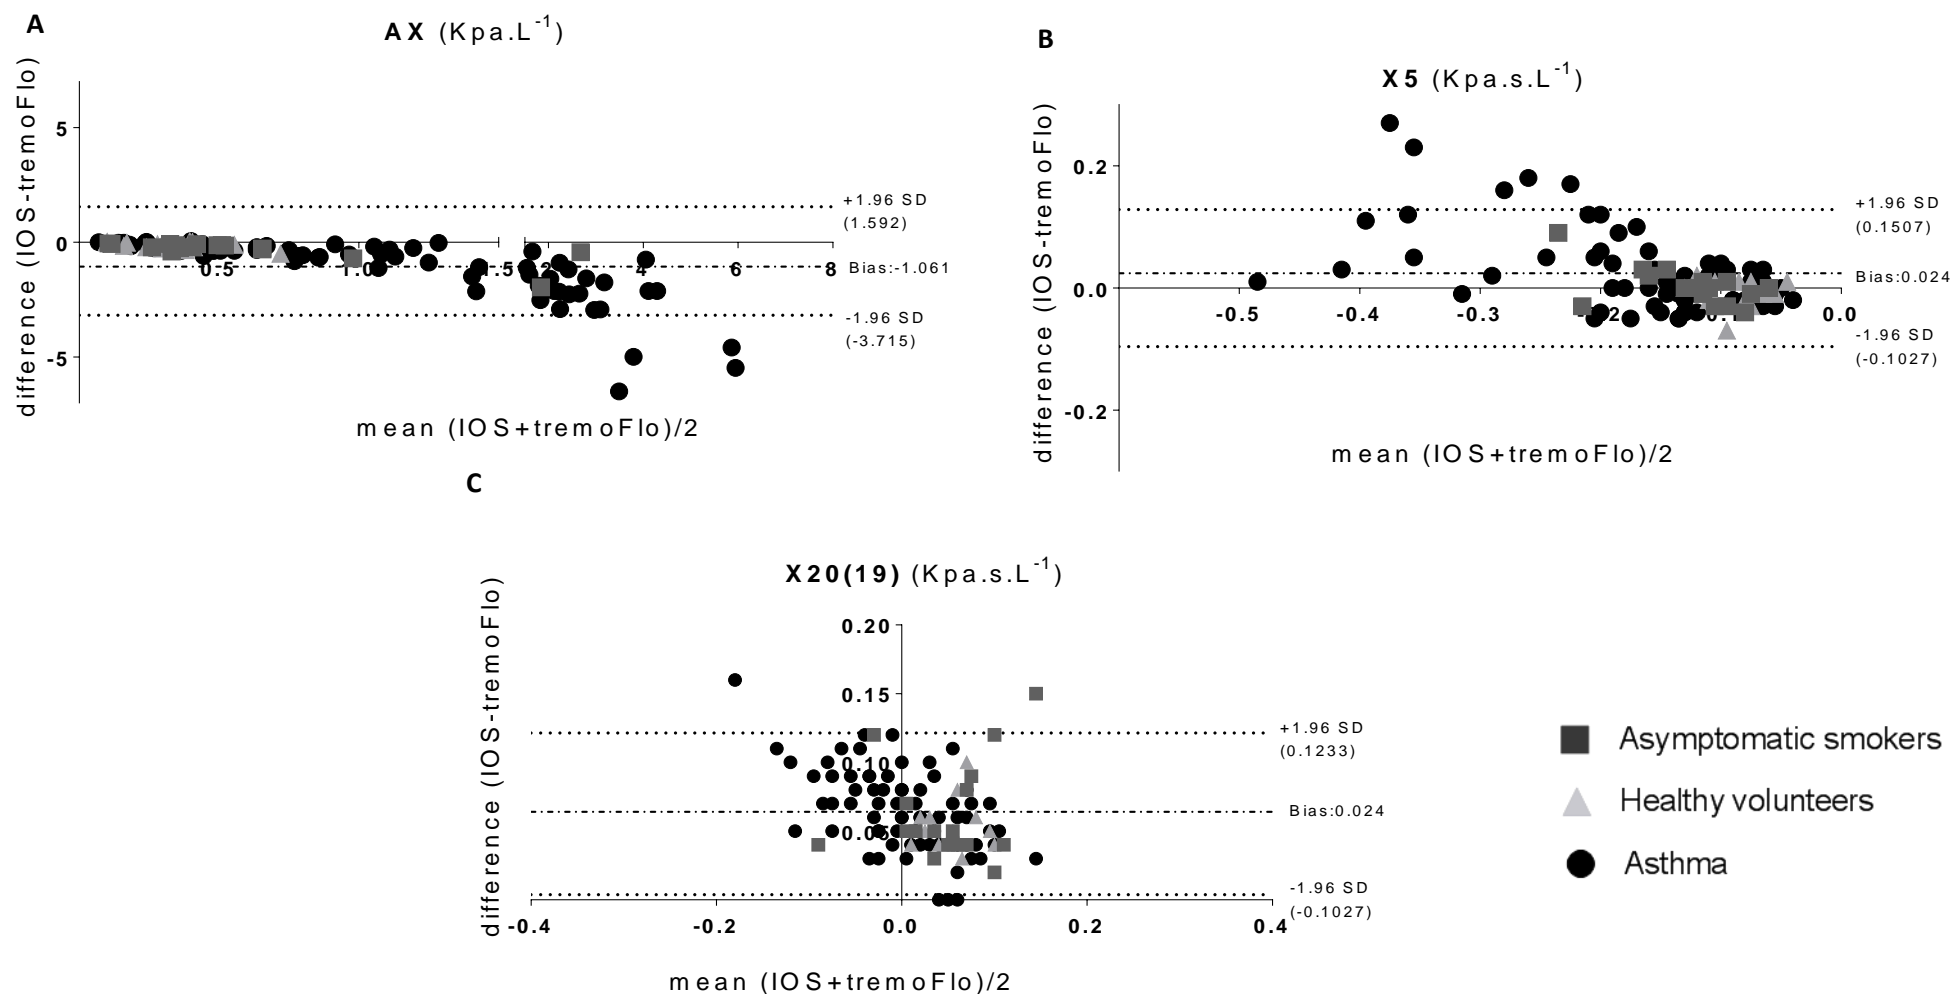 A
AX (Kpa.L-1)
difference (IOS-tremoFlo)
5
0
-5
+1.96 SD
(1.592)
Bias:-1.061
-1.96 SD
(-3.715)
0.5
1.0
1.5
2
4
6
8
mean (IOS+tremoFlo)/2
B
X5 (Kpa.s.L-1)
difference (IOS-tremoFlo)
0.2
0.0
-0.2
+1.96 SD
(0.1507)
Bias:0.024
-1.96 SD
(-0.1027)
-0.5
-0.4
-0.3
-0.2
0.0
mean (IOS+tremoFlo)/2
C
X20(19) (Kpa.s.L-1)
difference (IOS-tremoFlo)
0.20
0.15
0.10
0.05
+1.96 SD
(0.1233)
Bias:0.024
-1.96 SD
(-0.1027)
-0.4
-0.2
0.0
0.2
0.4
mean (IOS+tremoFlo)/2
Asymptomatic smokers
Healthy volunteers
Asthma